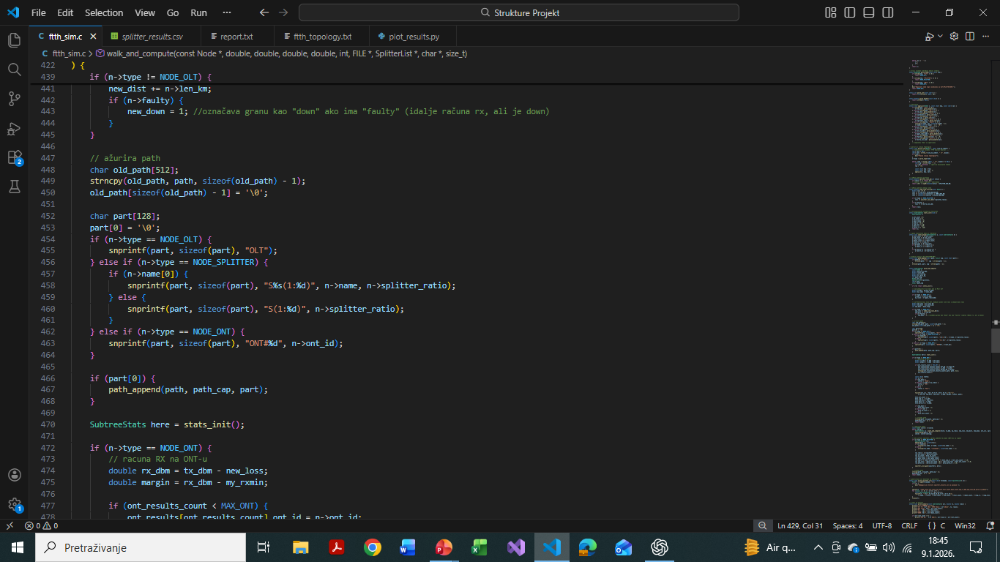 File Edit Selection View Go Run ··· Strukture Projekt
ftth_sim.c splitter_results.csv report.txt ftth_topology.txt plot_results.py
ftth_sim.c > walk_and_compute(const Node *, double, double, double, double, int, FILE *, SplitterList *, char *, size_t)
422 ) {
439 if (n->type != NODE_OLT) {
441 new_dist += n->len_km;
442 if (n->faulty) {
443 new_down = 1; //označava granu kao "down" ako ima "faulty" (idalje računa rx, ali je down)
444 }
445 }
446
447 // ažurira path
448 char old_path[512];
449 strncpy(old_path, path, sizeof(old_path) - 1);
450 old_path[sizeof(old_path) - 1] = '\0';
451
452 char part[128];
453 part[0] = '\0';
454 if (n->type == NODE_OLT) {
455 snprintf(part, sizeof(part), "OLT");
456 } else if (n->type == NODE_SPLITTER) {
457 if (n->name[0]) {
458 snprintf(part, sizeof(part), "S%s(1:%d)", n->name, n->splitter_ratio);
459 } else {
460 snprintf(part, sizeof(part), "S(1:%d)", n->splitter_ratio);
461 }
462 } else if (n->type == NODE_ONT) {
463 snprintf(part, sizeof(part), "ONT#%d", n->ont_id);
464 }
465
466 if (part[0]) {
467 path_append(path, path_cap, part);
468 }
469
470 SubtreeStats here = stats_init();
471
472 if (n->type == NODE_ONT) {
473 // racuna RX na ONT-u
474 double rx_dbm = tx_dbm - new_loss;
475 double margin = rx_dbm - my_rxmin;
476
477 if (ont_results_count < MAX_ONT) {
478 ont_results[ont_results_count].ont_id = n->ont_id;
2
1
0 0 Ln 429, Col 31 Spaces: 4 UTF-8 CRLF {} C Win32
Pretraživanje Air q... 18:45
9.1.2026.